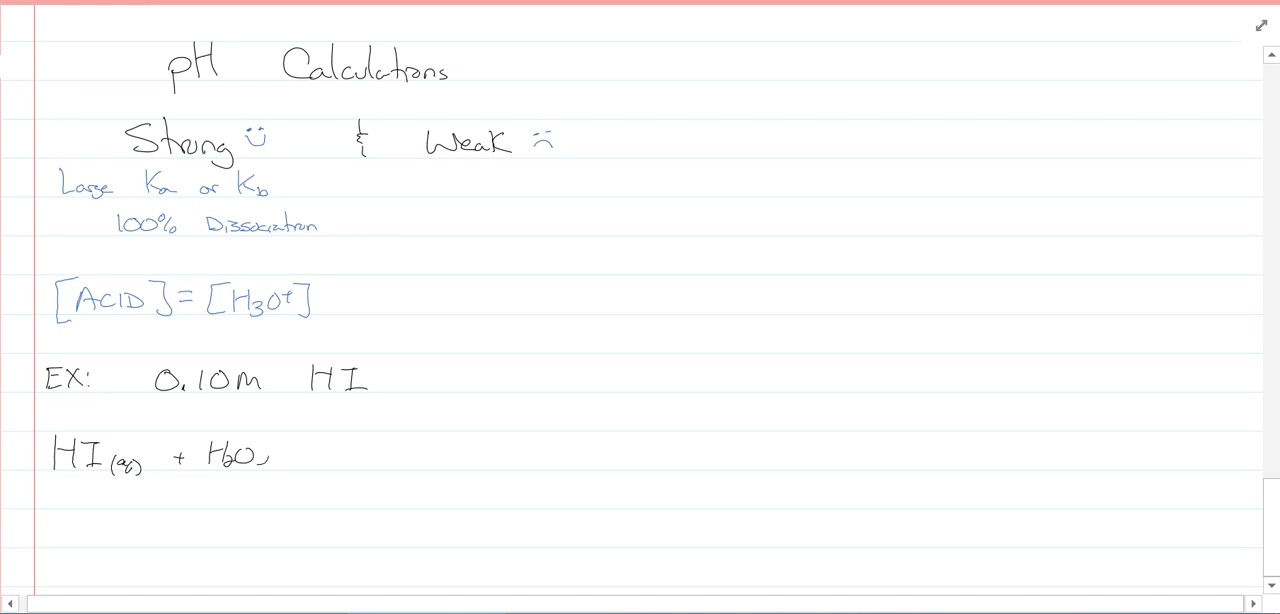 pH Calculations
Strong & Weak
Large Ka or Kb
100% Dissociation
[ACID] = [H3O+]
EX: 0.10m HI
HI(aq) + H2O